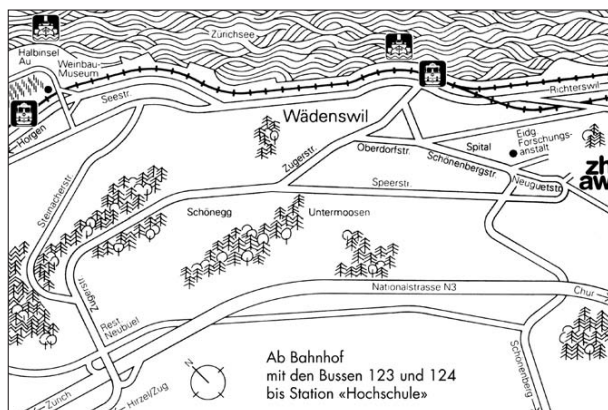 Zürichsee
Halbinsel
Au
Weinbau-
Museum
Horgen
Seestr.
Richterswil
Wädenswil
Zugerstr.
Oberdorfstr.
Schönenbergstr.
Spital
Eidg
Forschungs-
anstalt
zh
aw
Neuguetstr.
Speerstr.
Steinacherstr.
Schönegg
Untermoosen
Zugerstr.
Nationalstrasse N3
Chur
Rest.
Neubüel
Schönenberg
N
Zürich
Hirzel/Zug
Ab Bahnhof
mit den Bussen 123 und 124
bis Station «Hochschule»